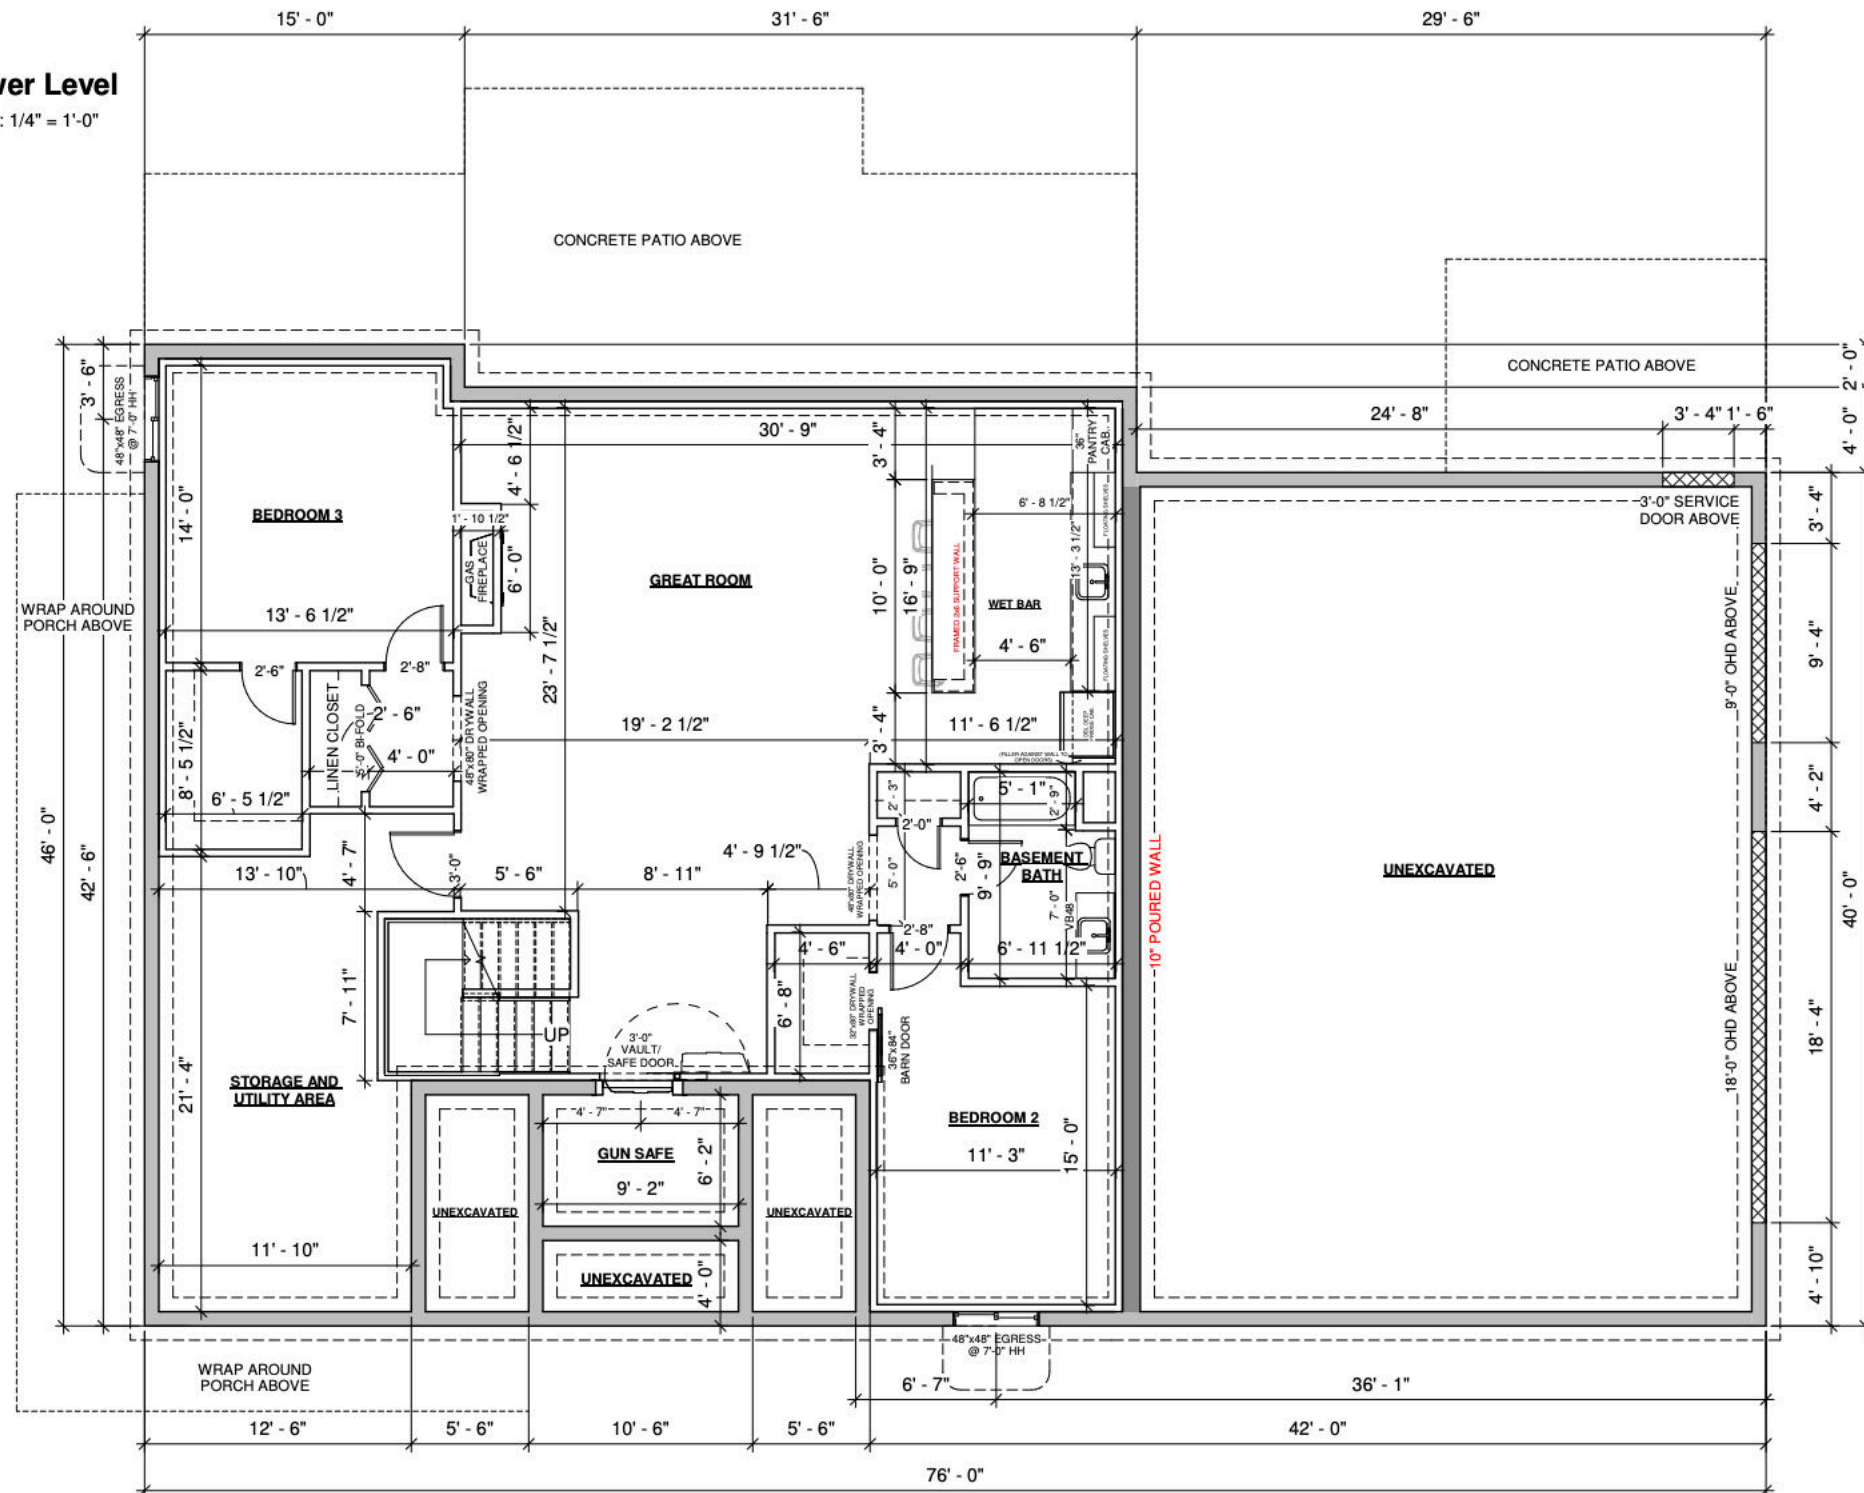 15' - 0"
31' - 6"
29' - 6"
ver Level
: 1/4" = 1'-0"
CONCRETE PATIO ABOVE
CONCRETE PATIO ABOVE
2' - 0"
4' - 0"
24' - 8"
3' - 4"
1' - 6"
3' - 6"
48"x48" EGRESS
@ 7'-0" HH
46' - 0"
42' - 6"
WRAP AROUND
PORCH ABOVE
BEDROOM 3
14' - 0"
13' - 6 1/2"
2'-6"
2'-8"
4' - 6 1/2"
1' - 10 1/2"
GAS
FIREPLACE
6' - 0"
30' - 9"
GREAT ROOM
23' - 7 1/2"
19' - 2 1/2"
3' - 4"
10' - 0"
16' - 9"
3' - 4"
FRAMED 2x6 SUPPORT WALL
6' - 8 1/2"
WET BAR
4' - 6"
11' - 6 1/2"
36"
PANTRY
CAB.
FLOATING SHELVES
13' - 3 1/2"
FLOATING SHELVES
(FILLER AGAINST WALL TO
OPEN DOORS)
3'-0" SERVICE
DOOR ABOVE
3' - 4"
9'-0" OHD ABOVE
9' - 4"
4' - 2"
40' - 0"
18'-0" OHD ABOVE
18' - 4"
4' - 10"
UNEXCAVATED
10" POURED WALL
8' - 5 1/2"
6' - 5 1/2"
LINEN CLOSET
5'-0" BI-FOLD
2' - 6"
4' - 0"
48"x80" DRYWALL
WRAPPED OPENING
13' - 10"
4' - 7"
3'-0"
5' - 6"
8' - 11"
4' - 9 1/2"
48"x80" DRYWALL
WRAPPED OPENING
2' - 3"
2'-0"
5' - 0"
2'-6"
5' - 1"
2' - 9"
BASEMENT
BATH
9' - 9"
7' - 0"
VB48
2'-8"
4' - 6"
4' - 0"
6' - 11 1/2"
7' - 11"
UP
6' - 8"
32"x80" DRYWALL
WRAPPED
OPENING
36"x84"
BARN DOOR
3'-0"
VAULT/
SAFE DOOR
STORAGE AND
UTILITY AREA
21' - 4"
11' - 10"
4' - 7"
4' - 7"
GUN SAFE
6' - 2"
9' - 2"
UNEXCAVATED
UNEXCAVATED
UNEXCAVATED
4' - 0"
BEDROOM 2
11' - 3"
15' - 0"
48"x48" EGRESS
@ 7'-0" HH
WRAP AROUND
PORCH ABOVE
6' - 7"
36' - 1"
12' - 6"
5' - 6"
10' - 6"
5' - 6"
42' - 0"
76' - 0"